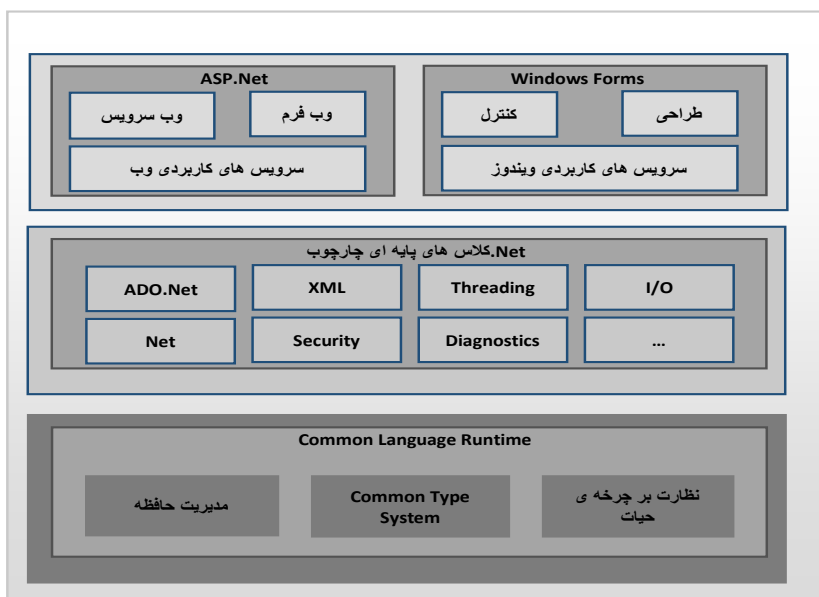 ASP.Net
وب سرویس
وب فرم
سرویس های کاربردی وب
Windows Forms
کنترل
طراحی
سرویس های کاربردی ویندوز
کلاس های پایه ای چارچوب.Net
ADO.Net
XML
Threading
I/O
Net
Security
Diagnostics
...
Common Language Runtime
مدیریت حافظه
Common Type
System
نظارت بر چرخه ی
حیات